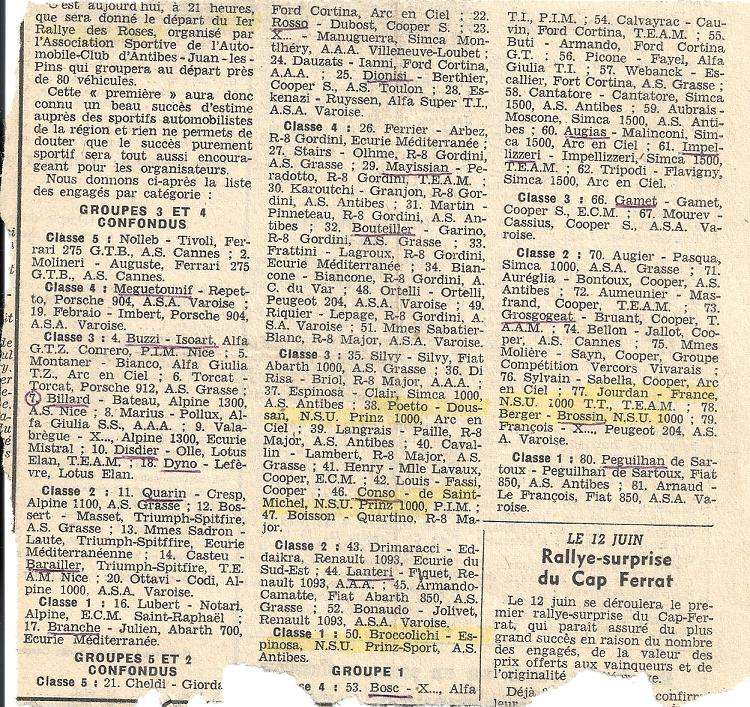 C'est aujourd'hui, à 21 heures,
que sera donné le départ du 1er
Rallye des Roses, organisé par
l'Association Sportive de l'Auto-
mobile-Club d'Antibes - Juan-les-
Pins qui groupera au départ près
de 80 véhicules.
Cette « première » aura donc
connu un beau succès d'estime
auprès des sportifs automobilistes
de la région et rien ne permets de
douter que le succès purement
sportif sera tout aussi encoura-
geant pour les organisateurs.
Nous donnons ci-après la liste
des engagés par catégorie :
GROUPES 3 ET 4
CONFONDUS
Classe 5 : Nolleb - Tivoli, Fer-
rari 275 G.T.B., A.S. Cannes ; 2.
Molineri - Auguste, Ferrari 275
G.T.B., A.S. Cannes.
Classe 4 : Meguetounif - Repet-
to, Porsche 904, A.S.A. Varoise ;
19. Febraio - Imbert, Porsche 904,
A.S.A. Varoise.
Classe 3 : 4. Buzzi - Isoart, Alfa
G.T.Z. Conrero, P.I.M. Nice ; 5.
Montaner - Bianco, Alfa Giulia
T.Z., Arc en Ciel ; 6. Torcat -
Torcat, Porsche 912, A.S. Grasse ;
7. Billard - Bateau, Alpine 1300,
A.S. Nice ; 8. Marius - Pollux, Al-
fa Giulia S.S., A.A.A. ; 9. Vala-
brègue - X..., Alpine 1300, Ecurie
Mistral ; 10. Disdier - Olle, Lotus
Elan, T.E.A.M. ; 18. Dyno - Lefè-
vre, Lotus Elan.
Classe 2 : 11. Quarin - Cresp,
Alpine 1100, A.S. Grasse ; 12. Bos-
sert - Masset, Triumph-Spitfire,
A.S. Grasse ; 13. Mmes Sadron -
Laute, Triumph-Spitfire, Ecurie
Méditerranéenne ; 14. Casteu -
Barailler, Triumph-Spitfire, T.E.
A.M. Nice ; 20. Ottavi - Codi, Al-
pine 1000, A.S.A. Varoise.
Classe 1 : 16. Lubert - Notari,
Alpine, E.C.M. Saint-Raphaël ;
17. Branche - Julien, Abarth 700,
Ecurie Méditerranée.
GROUPES 5 ET 2
CONFONDUS
Classe 5 : 21. Cheldi - Giorda
Ford Cortina, Arc en Ciel ; 22.
Rosso - Dubost, Cooper S ; 23.
X... - Manuguerra, Simca Mon-
tlhéry, A.A.A. Villeneuve-Loubet ;
24. Dauzats - Ianni, Ford Cortina,
A.A.A. ; 25. Dionisi - Berthier,
Cooper S., A.S. Toulon ; 28. Es-
kenazi - Ruyssen, Alfa Super T.I.,
A.S.A. Varoise.
Classe 4 : 26. Ferrier - Arbez,
R-8 Gordini, Ecurie Méditerranée ;
27. Stairs - Olhme, R-8 Gordini,
A.S. Grasse ; 29. Mayissian - Pe-
radotto, R-8 Gordini, T.E.A.M. ;
30. Karoutchi - Granjon, R-8 Gor-
dini, A.S. Antibes ; 31. Martin -
Pinneteau, R-8 Gordini, A.S. An-
tibes ; 32. Bouteiller - Garino,
R-8 Gordini, A.S. Grasse ; 33.
Frattini - Lagroux, R-8 Gordini,
Ecurie Méditerranée ; 34. Bian-
cone - Biancone, R-8 Gordini, A.
C. du Var ; 48. Ortelli - Ortelli,
Peugeot 204, A.S.A. Varoise ; 49.
Riquier - Lepage, R-8 Gordini, A.
S.A. Varoise ; 51. Mmes Sabatier-
Blanc, R-8 Major, A.S.A. Varoise.
Classe 3 : 35. Silvy - Silvy, Fiat
Abarth 1000, A.S. Grasse ; 36. Di
Risa - Briol, R-8 Major, A.A.A. ;
37. Espinosa - Clair, Simca 1000,
A.S. Antibes ; 38. Poetto - Dous-
san, N.S.U. Prinz 1000, Arc en
Ciel ; 39. Langrais - Paille, R-8
Major, A.S. Antibes ; 40. Caval-
lin - Lambert, R-8 Major, A.S.
Grasse ; 41. Henry - Mlle Lavaux,
Cooper, E.C.M. ; 42. Louis - Fassi,
Cooper ; 46. Conso - de Saint-
Michel, N.S.U. Prinz 1000, P.I.M. ;
47. Boisson - Quartino, R-8 Ma-
jor.
Classe 2 : 43. Drimaracci - Ed-
daikra, Renault 1093, Ecurie du
Sud-Est ; 44. Lanteri - Fiquet, Re-
nault 1093, A.A.A. ; 45. Armando-
Camatte, Fiat Abarth 850, A.S.
Grasse ; 52. Bonaudo - Jolivet,
Renault 1093, A.S.A. Varoise.
Classe 1 : 50. Broccolichi - Es-
pinosa, N.S.U. Prinz-Sport, A.S.
Antibes.
GROUPE 1
e 4 : 53. Bosc - X..., Alfa
T.I., P.I.M. ; 54. Calvayrac - Cau-
vin, Ford Cortina, T.E.A.M. ; 55.
Buti - Armando, Ford Cortina
G.T. ; 56. Picone - Fayel, Alfa
Giulia T.I. ; 57. Webanck - Es-
callier, Fort Cortina, A.S. Grasse ;
58. Cantatore - Cantatore, Simca
1500, A.S. Antibes ; 59. Aubrais-
Moscone, Simca 1500, A.S. Anti-
bes ; 60. Augias - Malinconi, Sim-
ca 1500, Arc en Ciel ; 61. Impel-
lizzeri - Impellizzeri, Simca 1500,
T.E.A.M. ; 62. Tripodi - Flavigny,
Simca 1500, Arc en Ciel.
Classe 3 : 66. Gamet - Gamet,
Cooper S., E.C.M. ; 67. Mourev -
Cassius, Cooper S., A.S.A. Va-
roise.
Classe 2 : 70. Augier - Pasqua,
Simca 1000, A.S.A. Grasse ; 71.
Auréglia - Bontoux, Cooper, A.S.
Antibes ; 72. Aumeunier - Mas-
frand, Cooper, T.E.A.M. ; 73.
Grosgogeat - Bruant, Cooper, T.
A.A.M. ; 74. Bellon - Jallot, Coo-
per, A.S. Cannes ; 75. Mmes
Molière - Sayn, Cooper, Groupe
Compétition Vercors Vivarais ;
76. Sylvain - Sabella, Cooper, Arc
en Ciel ; 77. Jourdan - France,
N.S.U. 1000 T.T., T.E.A.M. ; 78.
Berger - Brossin, N.S.U. 1000 ; 79.
François - X..., Peugeot 204, A.S.
A. Varoise.
Classe 1 : 80. Peguilhan de Sar-
toux - Peguilhan de Sartoux, Fiat
850, A.S. Antibes ; 81. Arnaud -
Le François, Fiat 850, A.S.A. Va-
roise.
LE 12 JUIN
Rallye-surprise
du Cap Ferrat
Le 12 juin se déroulera le pre-
mier rallye-surprise du Cap-Fer-
rat, qui parait assuré du plus
grand succès en raison du nombre
des engagés, de la valeur des
prix offerts aux vainqueurs et de
l'originalité
Déjà
confirm
leur